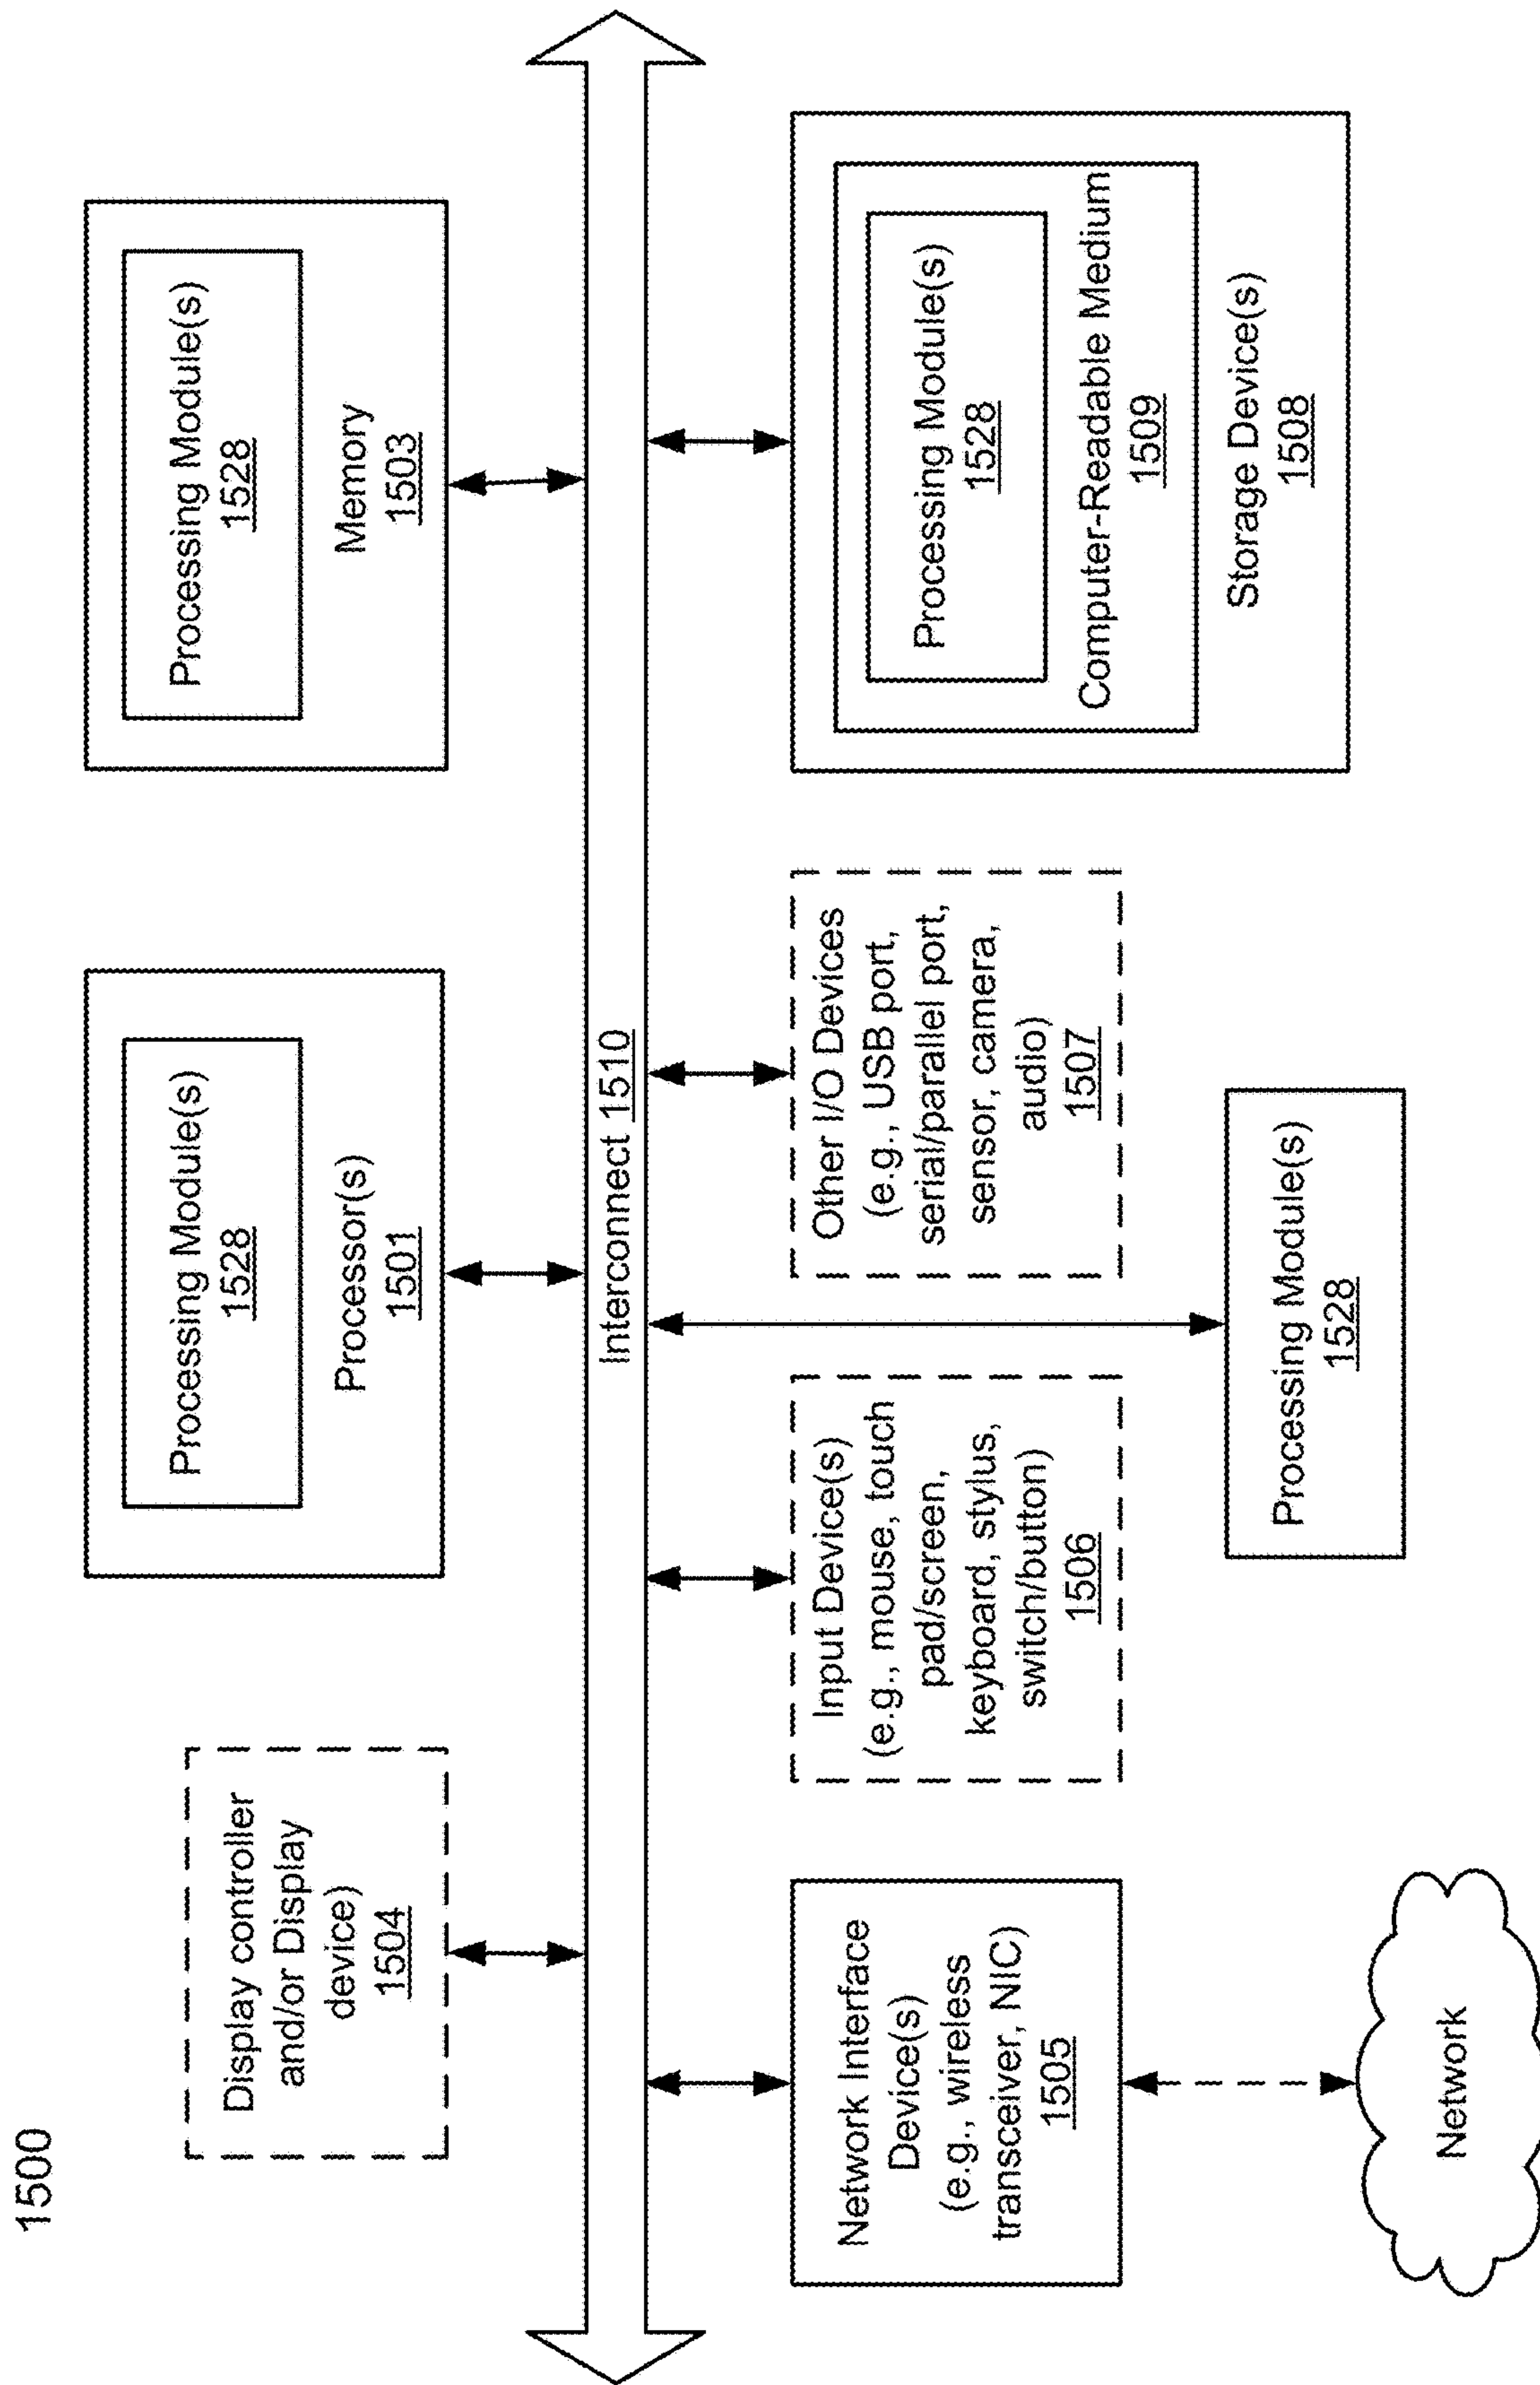 1500
Display controller
and/or Display
device)
1504
Processing Module(s)
1528
Processor(s)
1501
Processing Module(s)
1528
Memory
1503
Interconnect 1510
Network Interface
Device(s)
(e.g., wireless
transceiver, NIC)
1505
Input Device(s)
(e.g., mouse, touch
pad/screen,
keyboard, stylus,
switch/button)
1506
Other I/O Devices
(e.g., USB port,
serial/parallel port,
sensor, camera,
audio)
1507
Processing Module(s)
1528
Computer-Readable Medium
1509
Storage Device(s)
1508
Processing Module(s)
1528
Network